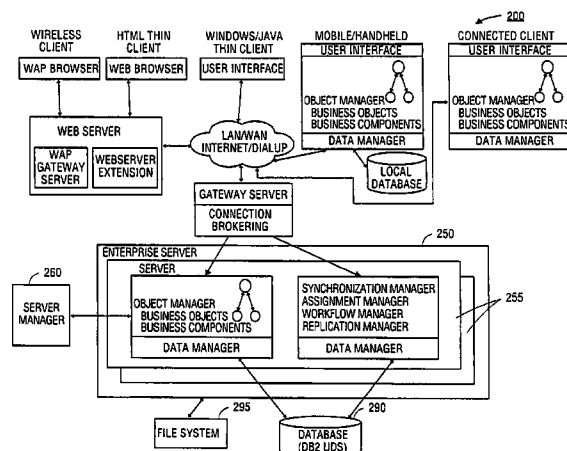 200
WIRELESS
CLIENT
WAP BROWSER
HTML THIN
CLIENT
WEB BROWSER
WINDOWS/JAVA
THIN CLIENT
USER INTERFACE
MOBILE/HANDHELD
USER INTERFACE
OBJECT MANAGER
BUSINESS OBJECTS
BUSINESS COMPONENTS
DATA MANAGER
CONNECTED CLIENT
USER INTERFACE
OBJECT MANAGER
BUSINESS OBJECTS
BUSINESS COMPONENTS
DATA MANAGER
WEB SERVER
WAP
GATEWAY
SERVER
WEBSERVER
EXTENSION
LAN/WAN
INTERNET/DIALUP
LOCAL
DATABASE
GATEWAY SERVER
CONNECTION
BROKERING
250
ENTERPRISE SERVER
SERVER
260
SERVER
MANAGER
OBJECT MANAGER
BUSINESS OBJECTS
BUSINESS COMPONENTS
DATA MANAGER
SYNCHRONIZATION MANAGER
ASSIGNMENT MANAGER
WORKFLOW MANAGER
REPLICATION MANAGER
DATA MANAGER
255
295
FILE SYSTEM
290
DATABASE
(DB2 UDS)